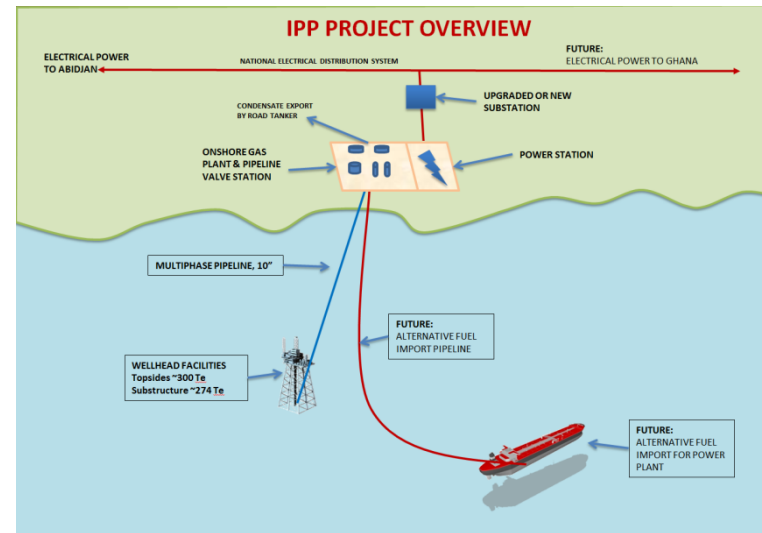 IPP PROJECT OVERVIEW
ELECTRICAL POWER
TO ABIDJAN
NATIONAL ELECTRICAL DISTRIBUTION SYSTEM
FUTURE:
ELECTRICAL POWER TO GHANA
CONDENSATE EXPORT
BY ROAD TANKER
UPGRADED OR NEW
SUBSTATION
ONSHORE GAS
PLANT & PIPELINE
VALVE STATION
POWER STATION
MULTIPHASE PIPELINE, 10”
FUTURE:
ALTERNATIVE FUEL
IMPORT PIPELINE
WELLHEAD FACILITIES
Topsides ~300 Te
Substructure ~274 Te
FUTURE:
ALTERNATIVE FUEL
IMPORT FOR POWER
PLANT